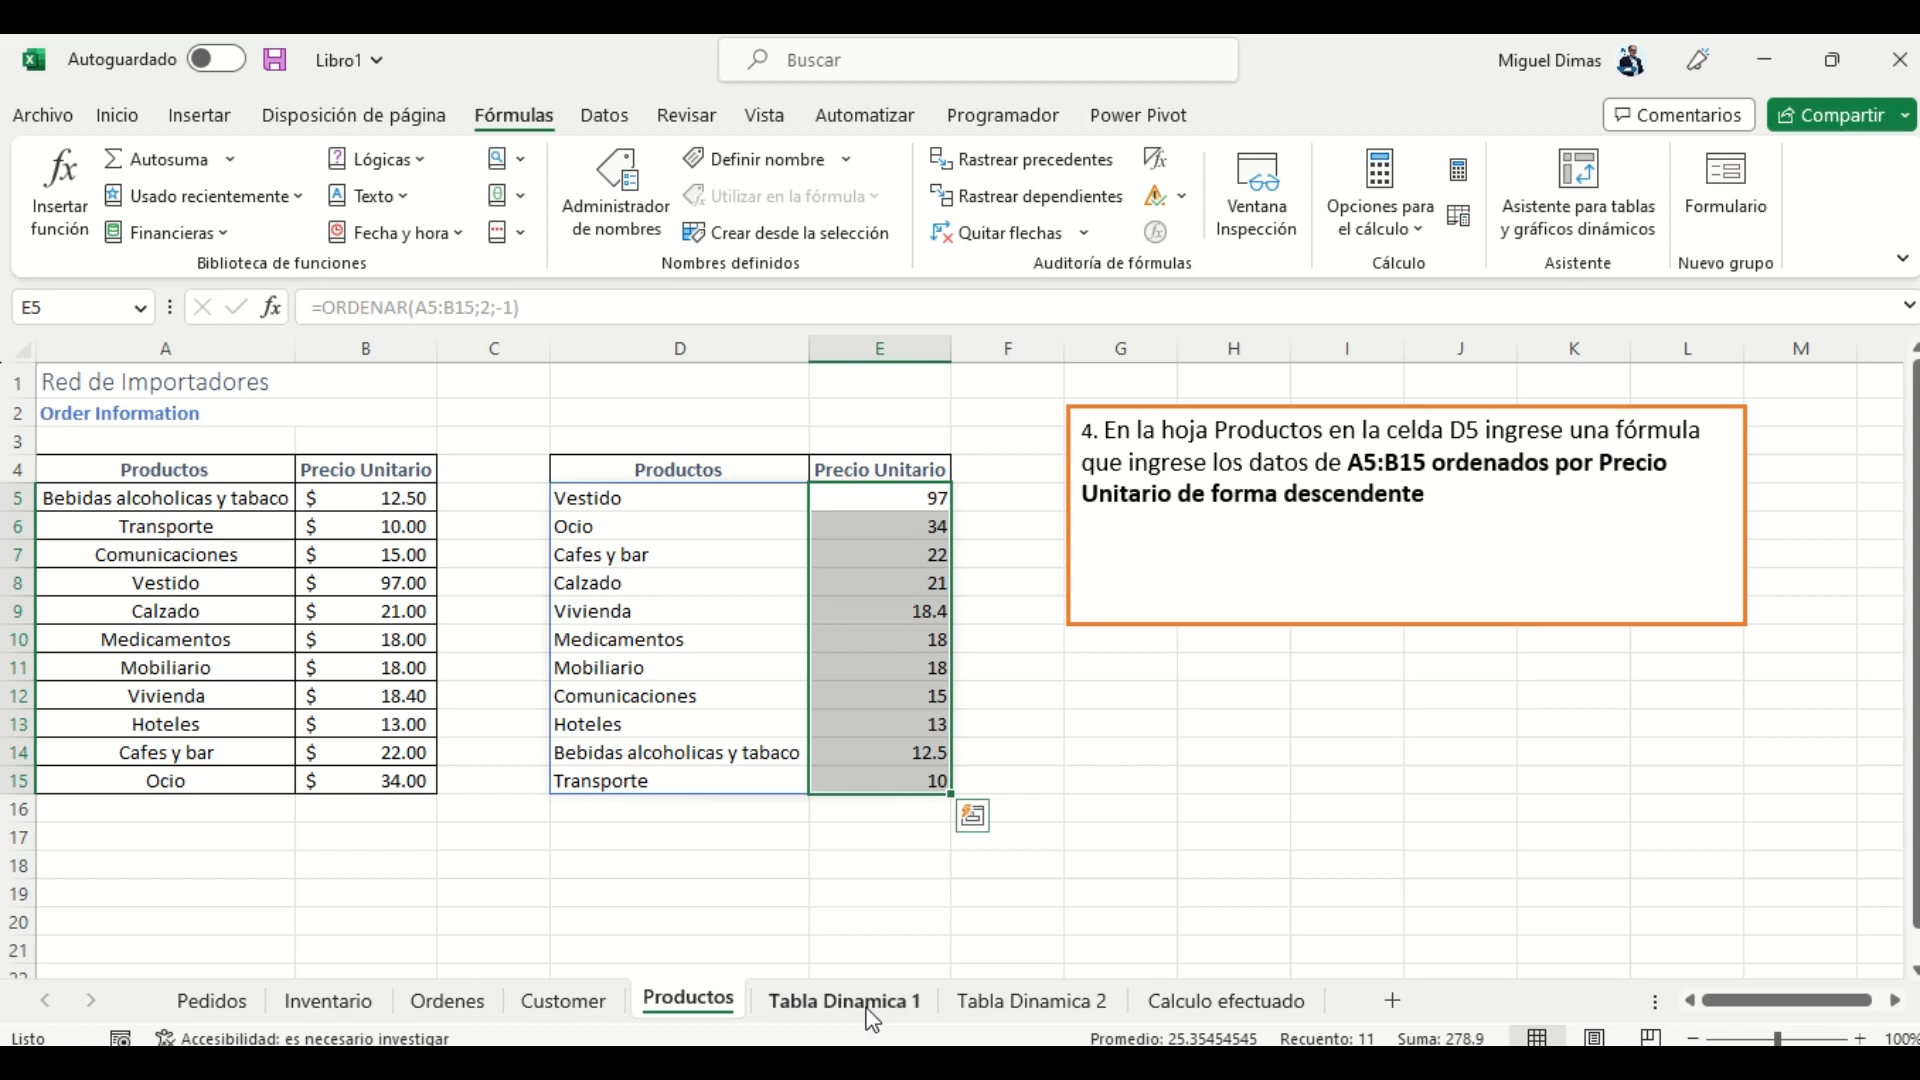 Autoguardado
Libro1
Buscar
Miguel Dimas
Archivo Inicio Insertar Disposición de página Fórmulas Datos Revisar Vista Automatizar Programador Power Pivot Comentarios Compartir
Insertar función
Autosuma
Usado recientemente
Financieras
Lógicas
Texto
Fecha y hora
Biblioteca de funciones
Administrador de nombres
Definir nombre
Utilizar en la fórmula
Crear desde la selección
Nombres definidos
Rastrear precedentes
Rastrear dependientes
Quitar flechas
Auditoría de fórmulas
Ventana Inspección
Opciones para el cálculo
Cálculo
Asistente para tablas y gráficos dinámicos
Asistente
Formulario
Nuevo grupo
E5 fx =ORDENAR(A5:B15;2;-1)
A B C D E F G H I J K L M
1 Red de Importadores
2 Order Information
3
4 Productos Precio Unitario Productos Precio Unitario
5 Bebidas alcoholicas y tabaco $ 12.50 Vestido 97
6 Transporte $ 10.00 Ocio 34
7 Comunicaciones $ 15.00 Cafes y bar 22
8 Vestido $ 97.00 Calzado 21
9 Calzado $ 21.00 Vivienda 18.4
10 Medicamentos $ 18.00 Medicamentos 18
11 Mobiliario $ 18.00 Mobiliario 18
12 Vivienda $ 18.40 Comunicaciones 15
13 Hoteles $ 13.00 Hoteles 13
14 Cafes y bar $ 22.00 Bebidas alcoholicas y tabaco 12.5
15 Ocio $ 34.00 Transporte 10
16
17
18
19
20
21
22
4. En la hoja Productos en la celda D5 ingrese una fórmula
que ingrese los datos de A5:B15 ordenados por Precio
Unitario de forma descendente
Pedidos Inventario Ordenes Customer Productos Tabla Dinamica 1 Tabla Dinamica 2 Calculo efectuado
Listo Accesibilidad: es necesario investigar Promedio: 25.35454545 Recuento: 11 Suma: 278.9 100%